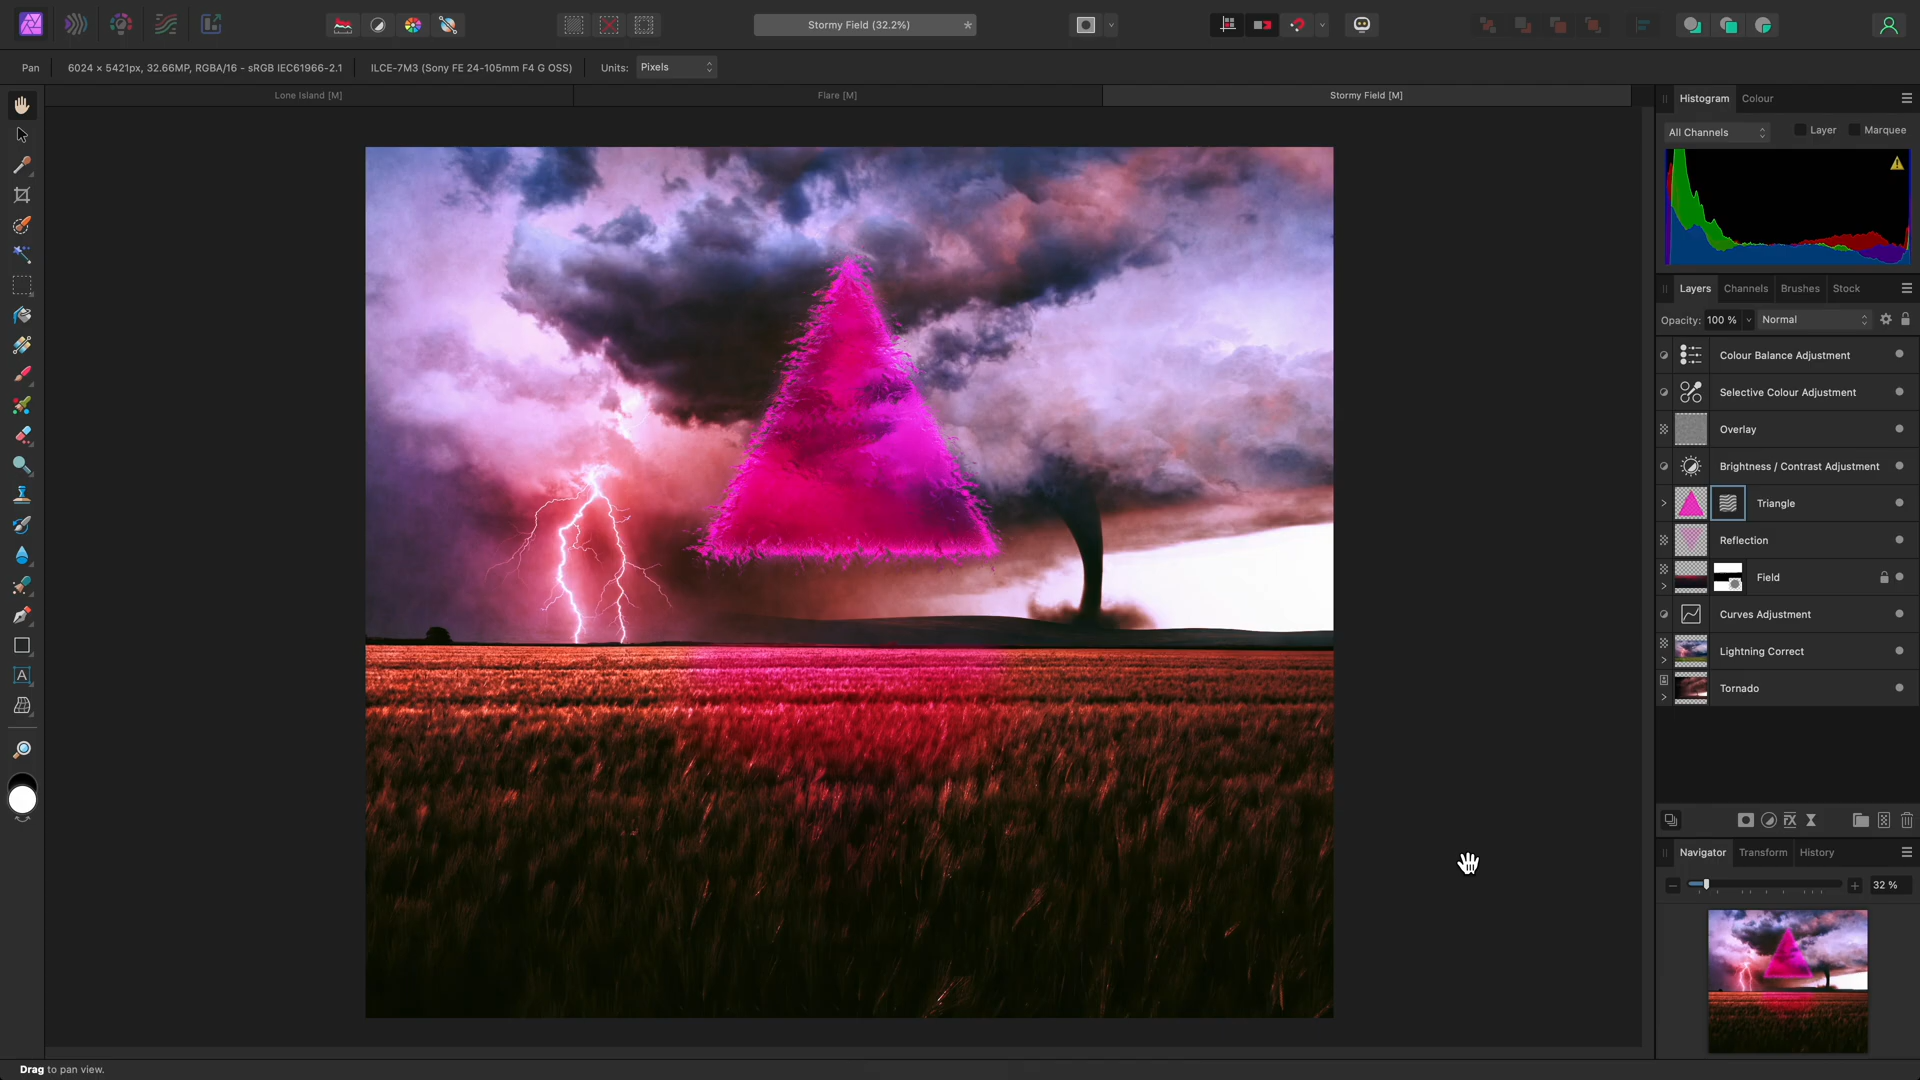 Stormy Field (32.2%)
*
Pan
6024 × 5421px, 32.66MP, RGBA/16 - sRGB IEC61966-2.1
ILCE-7M3 (Sony FE 24-105mm F4 G OSS)
Units:
Pixels
Lone Island [M]
Flare [M]
Stormy Field [M]
Histogram
Colour
All Channels
Layer
Marquee
Layers
Channels
Brushes
Stock
Opacity:
100 %
Normal
Colour Balance Adjustment
Selective Colour Adjustment
Overlay
Brightness / Contrast Adjustment
Triangle
Reflection
Field
Curves Adjustment
Lightning Correct
Tornado
Navigator
Transform
History
32 %
Drag to pan view.